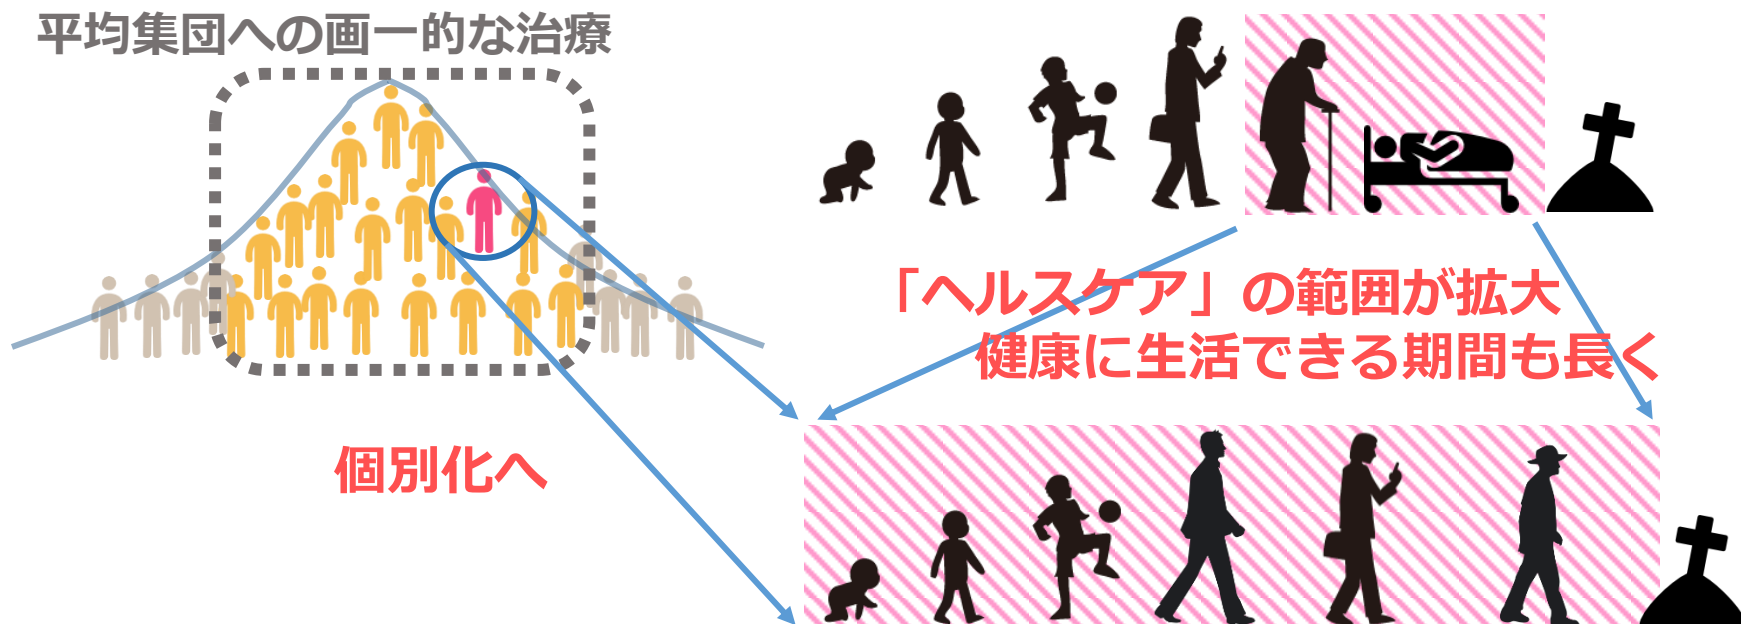 平均集団への画一的な治療
「ヘルスケア」の範囲が拡大
健康に生活できる期間も長く
個別化へ